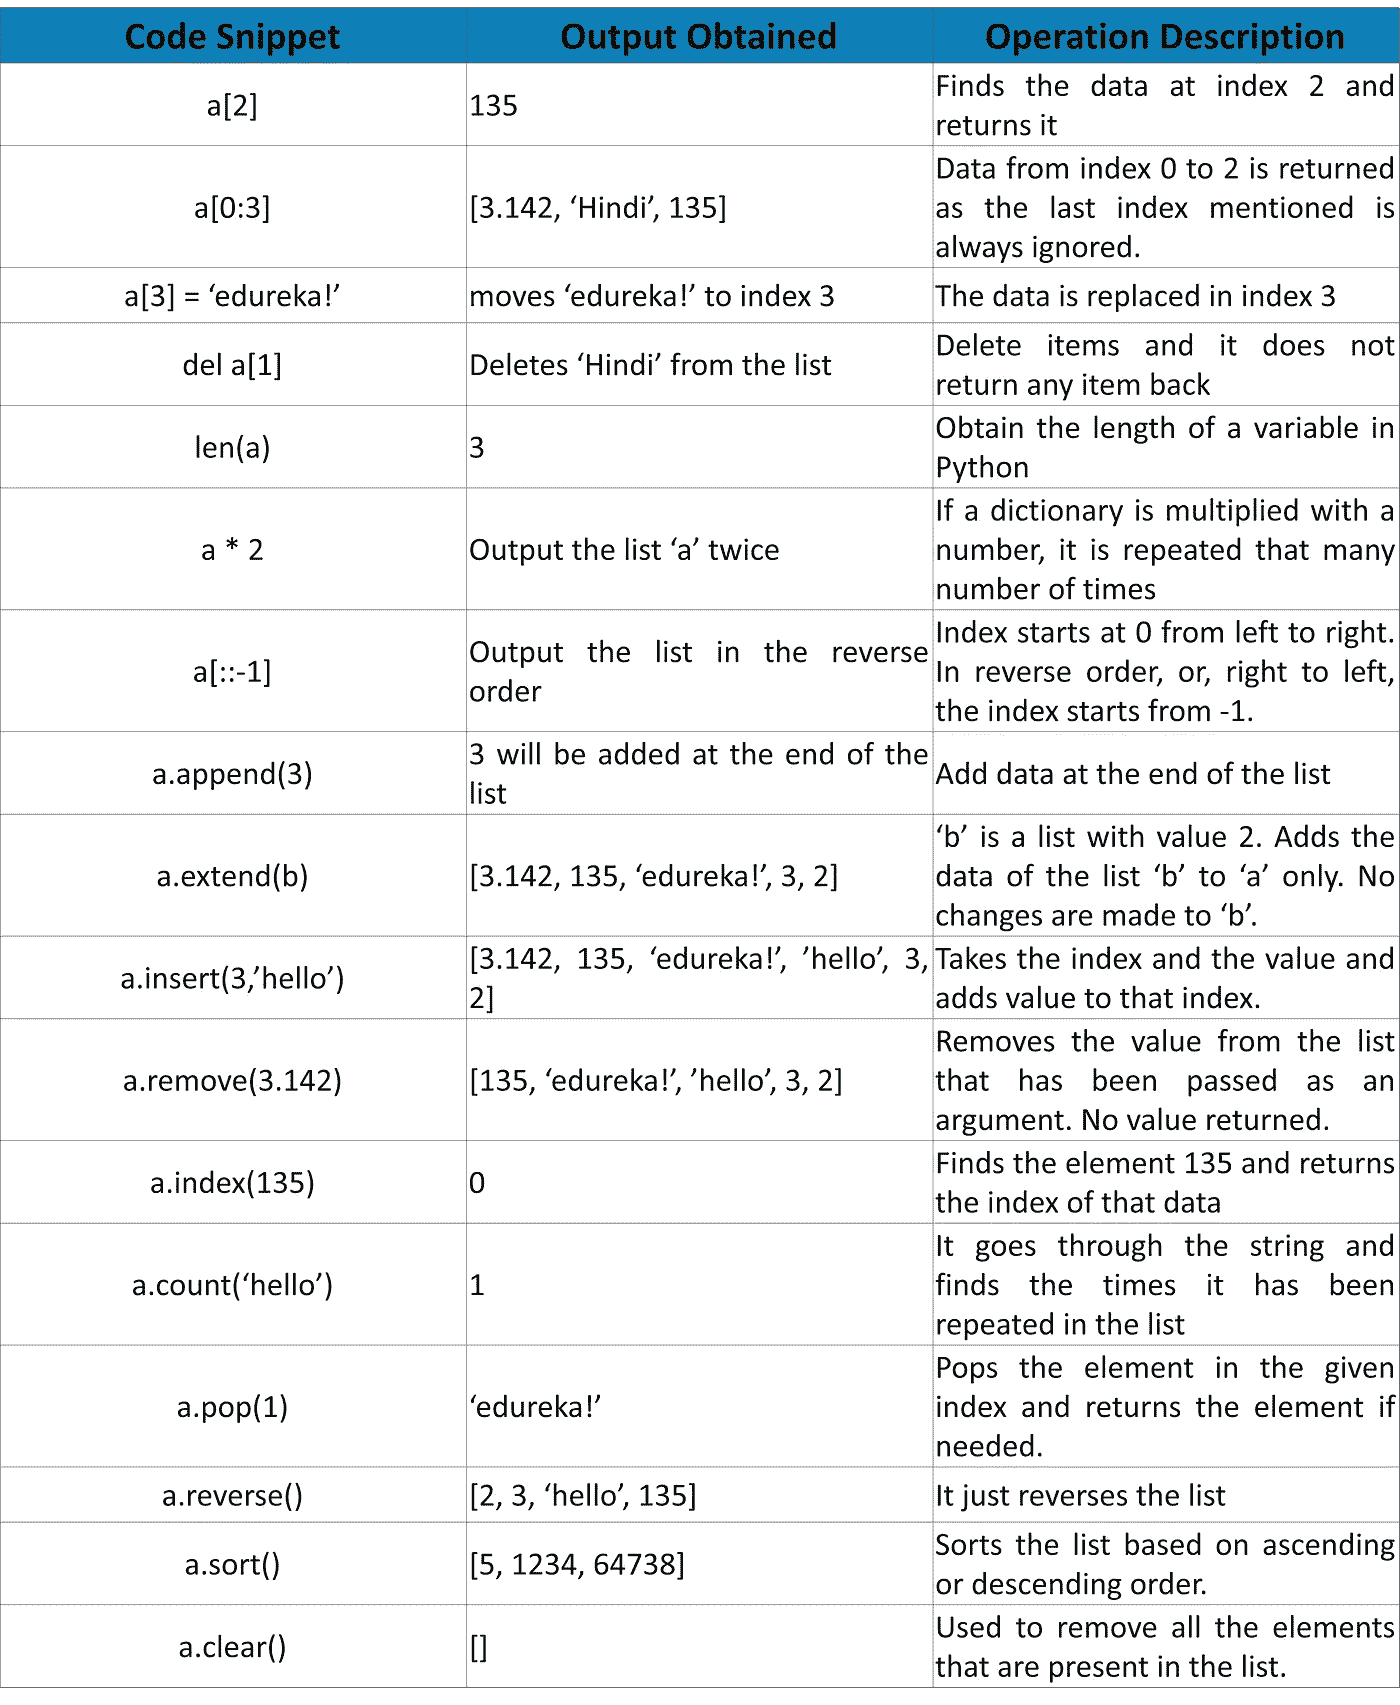 Code Snippet
Output Obtained
Operation Description
a[2]
135
Finds the data at index 2 and
returns it
a[0:3]
[3.142, ‘Hindi’, 135]
Data from index 0 to 2 is returned
as the last index mentioned is
always ignored.
a[3] = ‘edureka!’
moves ‘edureka!’ to index 3
The data is replaced in index 3
del a[1]
Deletes ‘Hindi’ from the list
Delete items and it does not
return any item back
len(a)
3
Obtain the length of a variable in
Python
a * 2
Output the list ‘a’ twice
If a dictionary is multiplied with a
number, it is repeated that many
number of times
a[::-1]
Output the list in the reverse
order
Index starts at 0 from left to right.
In reverse order, or, right to left,
the index starts from -1.
a.append(3)
3 will be added at the end of the
list
Add data at the end of the list
a.extend(b)
[3.142, 135, ‘edureka!’, 3, 2]
‘b’ is a list with value 2. Adds the
data of the list ‘b’ to ‘a’ only. No
changes are made to ‘b’.
a.insert(3,’hello’)
[3.142, 135, ‘edureka!’, ’hello’, 3,
2]
Takes the index and the value and
adds value to that index.
a.remove(3.142)
[135, ‘edureka!’, ’hello’, 3, 2]
Removes the value from the list
that has been passed as an
argument. No value returned.
a.index(135)
0
Finds the element 135 and returns
the index of that data
a.count(‘hello’)
1
It goes through the string and
finds the times it has been
repeated in the list
a.pop(1)
‘edureka!’
Pops the element in the given
index and returns the element if
needed.
a.reverse()
[2, 3, ‘hello’, 135]
It just reverses the list
a.sort()
[5, 1234, 64738]
Sorts the list based on ascending
or descending order.
a.clear()
[]
Used to remove all the elements
that are present in the list.